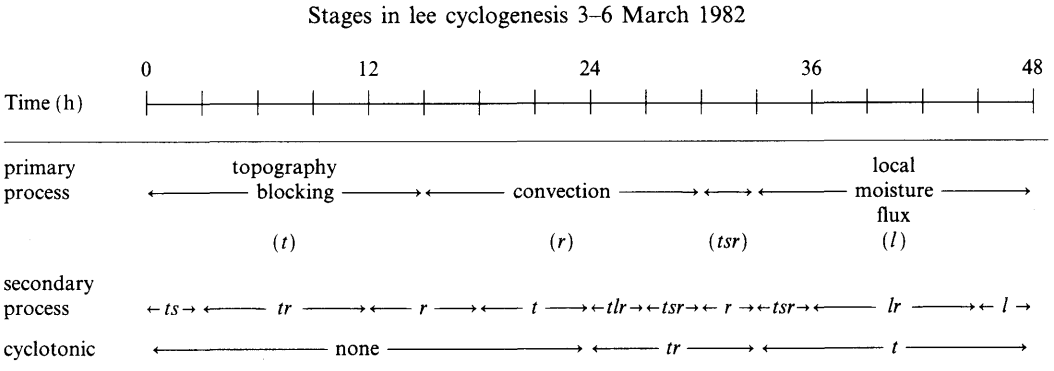 Stages in lee cyclogenesis 3–6 March 1982
0 12 24 36 48
Time (h)
primary topography local
process blocking convection moisture
flux
(t) (r) (tsr) (l)
secondary
process ts tr r t tlr tsr r tsr lr l
cyclotonic none tr t